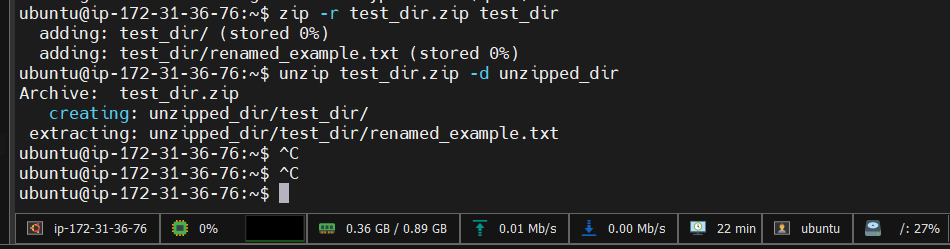 ubuntu@ip-172-31-36-76:~$ zip -r test_dir.zip test_dir
  adding: test_dir/ (stored 0%)
  adding: test_dir/renamed_example.txt (stored 0%)
ubuntu@ip-172-31-36-76:~$ unzip test_dir.zip -d unzipped_dir
Archive:  test_dir.zip
   creating: unzipped_dir/test_dir/
 extracting: unzipped_dir/test_dir/renamed_example.txt
ubuntu@ip-172-31-36-76:~$ ^C
ubuntu@ip-172-31-36-76:~$ ^C
ubuntu@ip-172-31-36-76:~$
ip-172-31-36-76 0% 0.36 GB / 0.89 GB 0.01 Mb/s 0.00 Mb/s 22 min ubuntu /: 27%